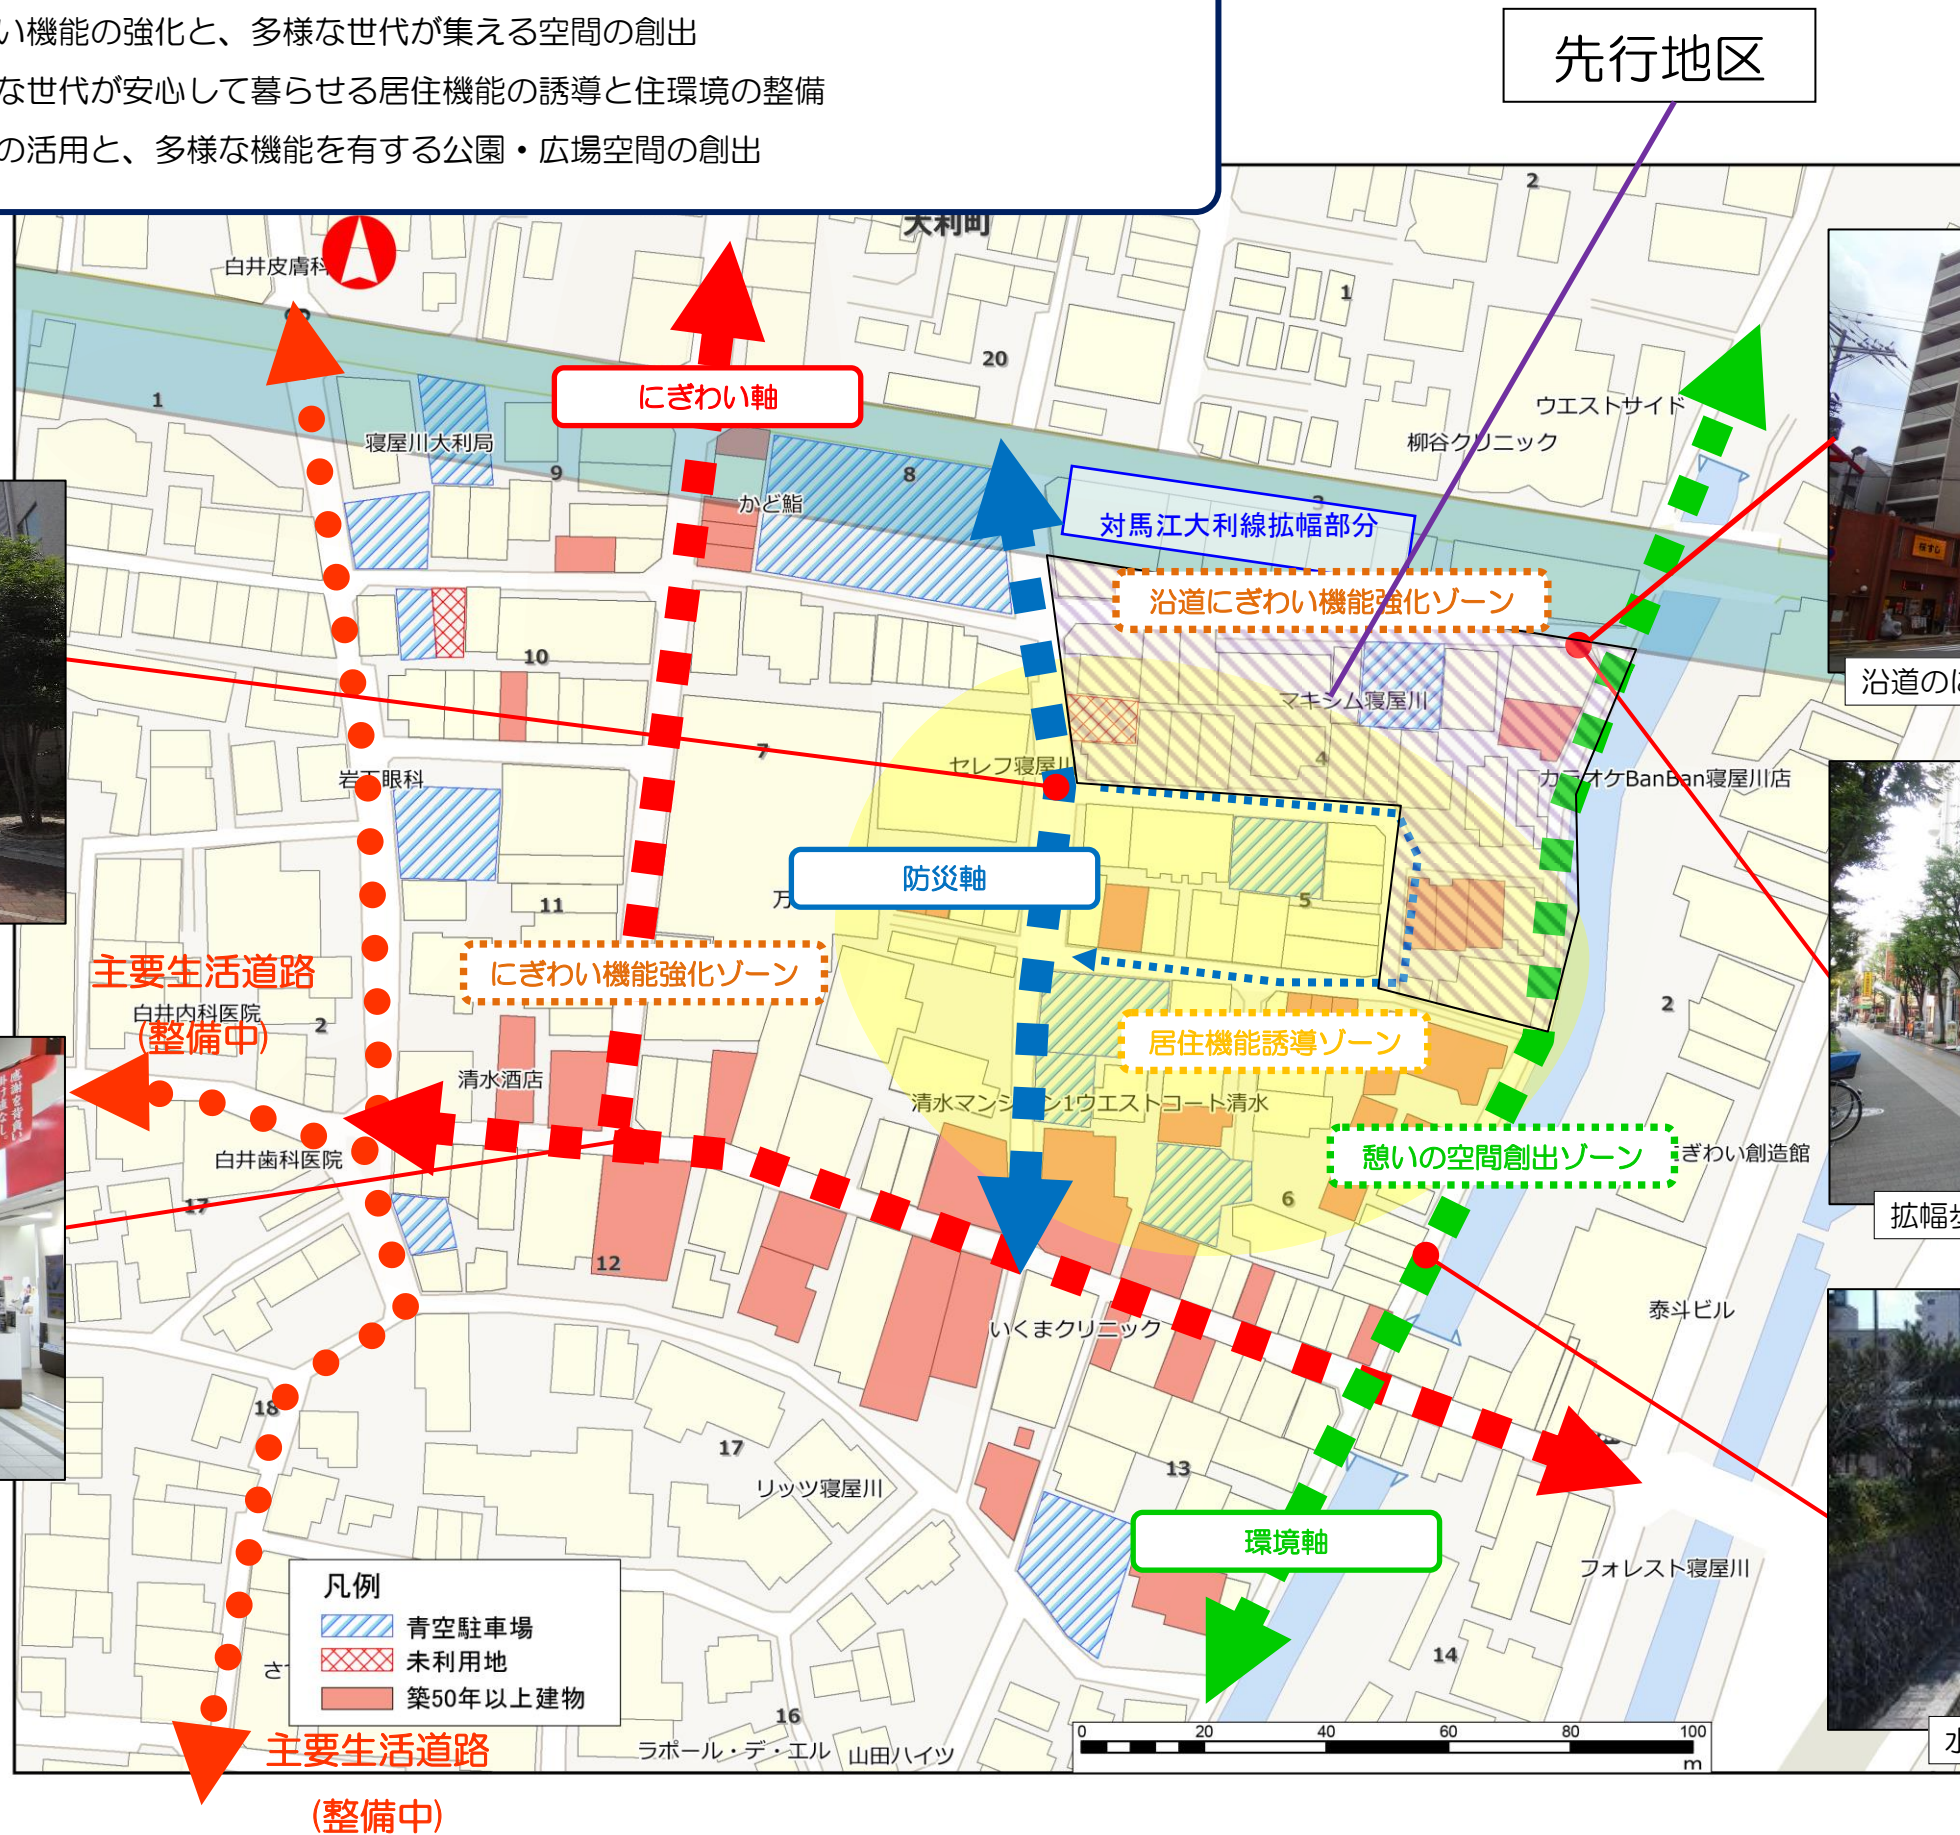 い機能の強化と、多様な世代が集える空間の創出
な世代が安心して暮らせる居住機能の誘導と住環境の整備
の活用と、多様な機能を有する公園・広場空間の創出
先行地区
大利町
白井皮膚科
2
1
20
にぎわい軸
ウエストサイド
柳谷クリニック
1
寝屋川大利局
9
8
かど鮨
3
対馬江大利線拡幅部分
沿道にぎわい機能強化ゾーン
10
マキシム寝屋川
沿道の
7
セレフ寝屋川
4
岩下眼科
カラオケBanBan寝屋川店
防災軸
万
11
5
にぎわい機能強化ゾーン
主要生活道路
(整備中)
白井内科医院
2
2
居住機能誘導ゾーン
清水酒店
清水マンション1ウエストコート清水
憩いの空間創出ゾーン
ぎわい創造館
白井歯科医院
17
6
拡幅
12
泰斗ビル
いくまクリニック
18
17
13
リッツ寝屋川
環境軸
フォレスト寝屋川
凡例
青空駐車場
未利用地
築50年以上建物
さ
14
16
主要生活道路
(整備中)
ラポール・デ・エル
山田ハイツ
0 20 40 60 80 100
m
水